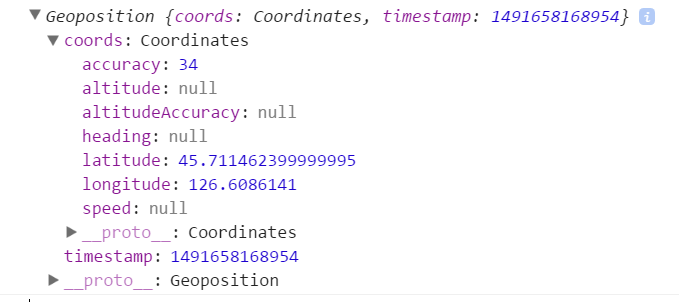 Geoposition {coords: Coordinates, timestamp: 1491658168954} i
coords: Coordinates
accuracy: 34
altitude: null
altitudeAccuracy: null
heading: null
latitude: 45.711462399999995
longitude: 126.6086141
speed: null
__proto__: Coordinates
timestamp: 1491658168954
__proto__: Geoposition